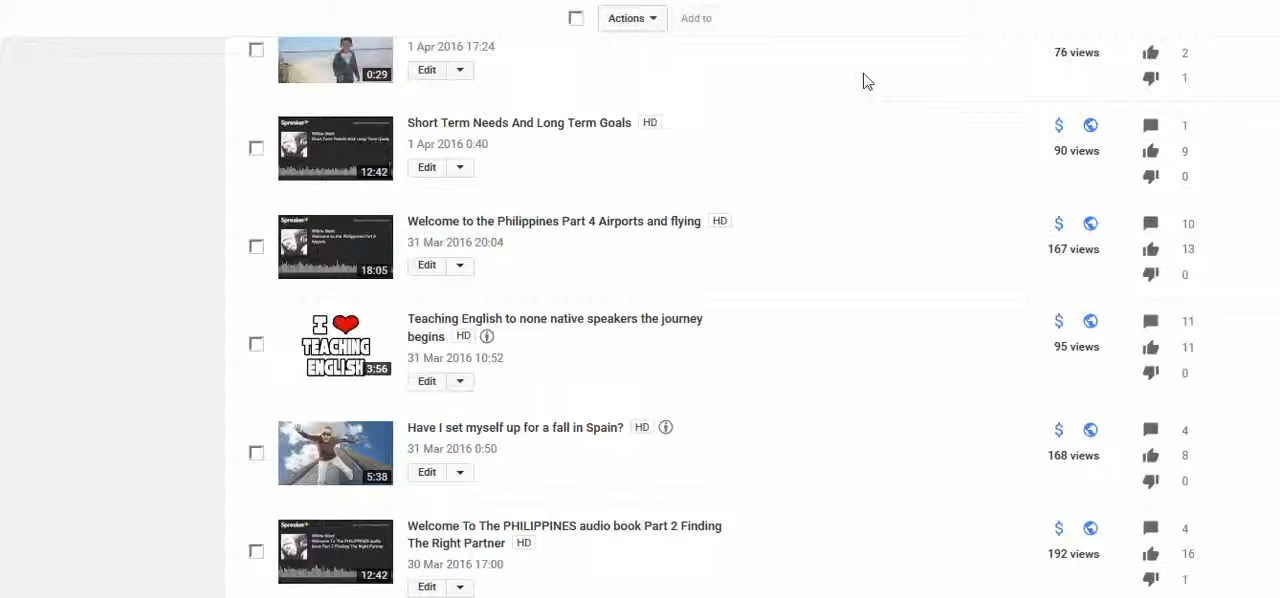 Actions Add to
1 Apr 2016 17:24
0:29
Edit
76 views
2
1
Short Term Needs And Long Term Goals HD
1 Apr 2016 0:40
Edit
Spreaker
12:42
$
90 views
1
9
0
Welcome to the Philippines Part 4 Airports and flying HD
31 Mar 2016 20:04
Edit
Spreaker
18:05
$
167 views
10
13
0
Teaching English to none native speakers the journey
begins HD
31 Mar 2016 10:52
Edit
I
TEACHING
ENGLISH
3:56
$
95 views
11
11
0
Have I set myself up for a fall in Spain? HD
31 Mar 2016 0:50
Edit
5:38
$
168 views
4
8
0
Welcome To The PHILIPPINES audio book Part 2 Finding
The Right Partner HD
30 Mar 2016 17:00
Edit
Spreaker
12:42
$
192 views
4
16
1